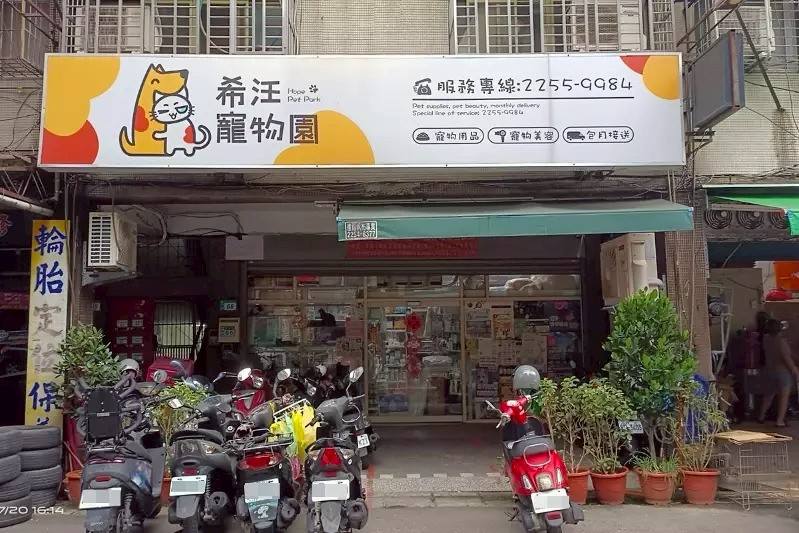 希汪
寵物園
Hope
Pet Park
服務專線:2255-9984
Pet supplies, pet beauty, monthly delivery
Special line of service: 2255-9984
寵物用品
寵物美容
包月接送
輪胎定位保
7/20 16:14